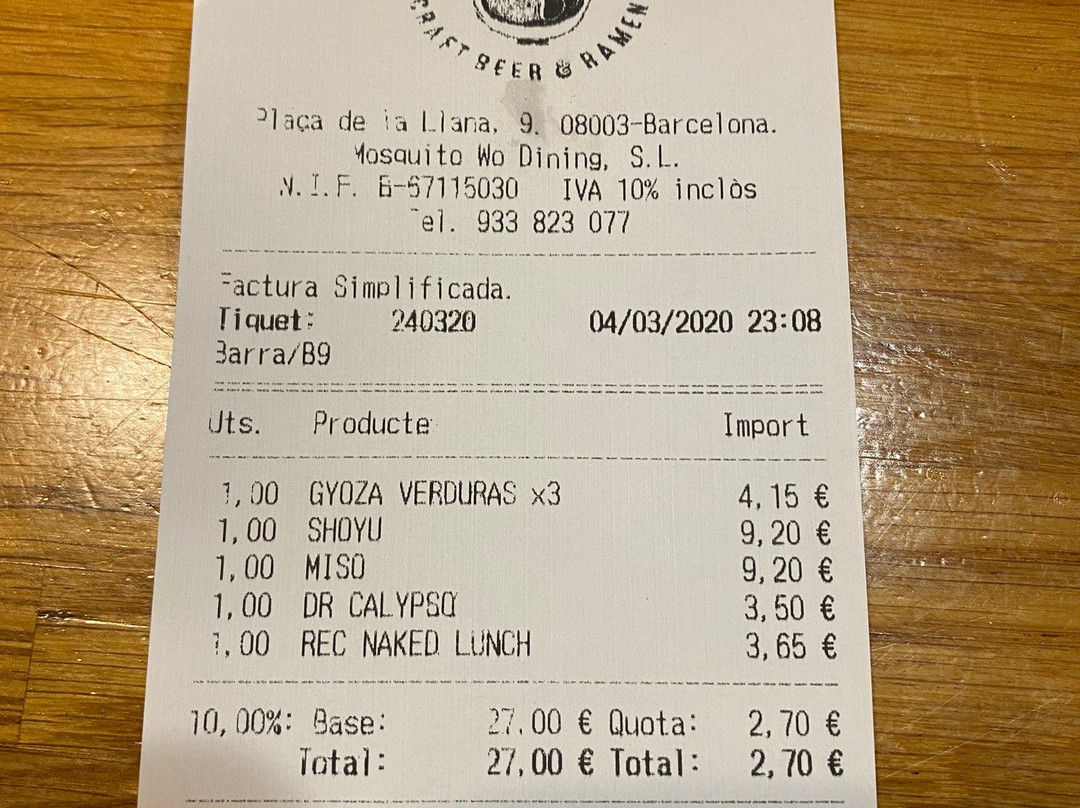 CRAFT BEER & RAMEN
Plaça de la Llana, 9. 08003-Barcelona.
Mosquito Wo Dining, S.L.
N.I.F. B-67115030 IVA 10% inclòs
Tel. 933 823 077
Factura Simplificada.
Tiquet: 240320 04/03/2020 23:08
Barra/B9
Uts. Producte Import
1,00 GYOZA VERDURAS x3 4,15 €
1,00 SHOYU 9,20 €
1,00 MISO 9,20 €
1,00 DR CALYPSO 3,50 €
1,00 REC NAKED LUNCH 3,65 €
10,00%: Base: 27,00 € Quota: 2,70 €
Total: 27,00 € Total: 2,70 €